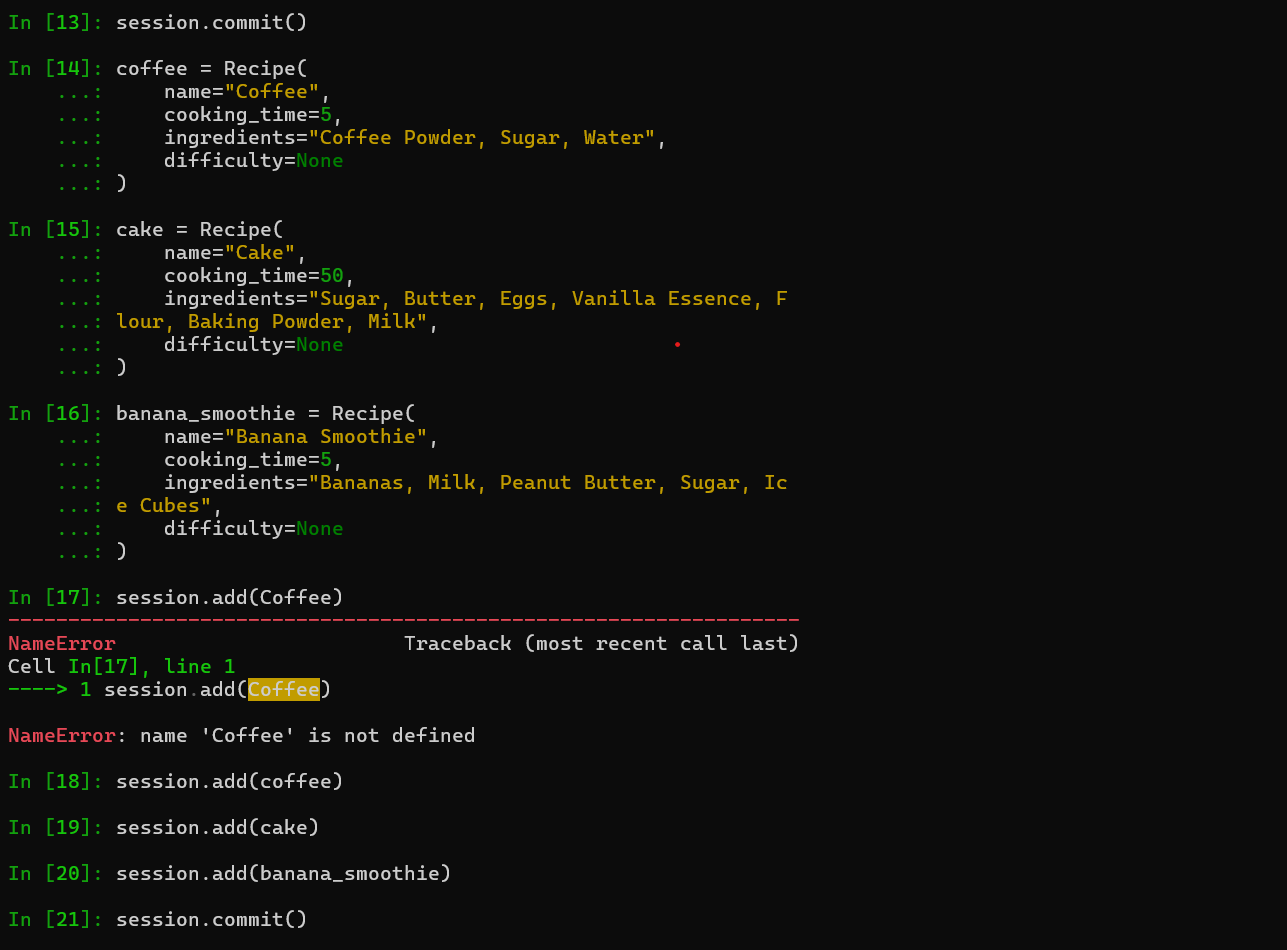 In [13]: session.commit()
In [14]: coffee = Recipe(
    ...:     name="Coffee",
    ...:     cooking_time=5,
    ...:     ingredients="Coffee Powder, Sugar, Water",
    ...:     difficulty=None
    ...: )
In [15]: cake = Recipe(
    ...:     name="Cake",
    ...:     cooking_time=50,
    ...:     ingredients="Sugar, Butter, Eggs, Vanilla Essence, F
    ...: lour, Baking Powder, Milk",
    ...:     difficulty=None
    ...: )
In [16]: banana_smoothie = Recipe(
    ...:     name="Banana Smoothie",
    ...:     cooking_time=5,
    ...:     ingredients="Bananas, Milk, Peanut Butter, Sugar, Ic
    ...: e Cubes",
    ...:     difficulty=None
    ...: )
In [17]: session.add(Coffee)
------------------------------------------------------------------
NameError                        Traceback (most recent call last)
Cell In[17], line 1
----> 1 session.add(Coffee)
NameError: name 'Coffee' is not defined
In [18]: session.add(coffee)
In [19]: session.add(cake)
In [20]: session.add(banana_smoothie)
In [21]: session.commit()